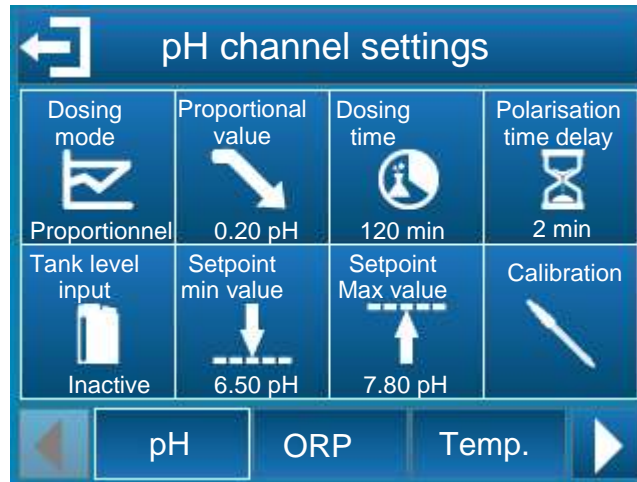 pH channel settings
Dosing
mode
Proportionnel
Proportional
value
0.20 pH
Dosing
time
120 min
Polarisation
time delay
2 min
Tank level
input
Inactive
Setpoint
min value
6.50 pH
Setpoint
Max value
7.80 pH
Calibration
pH
ORP
Temp.